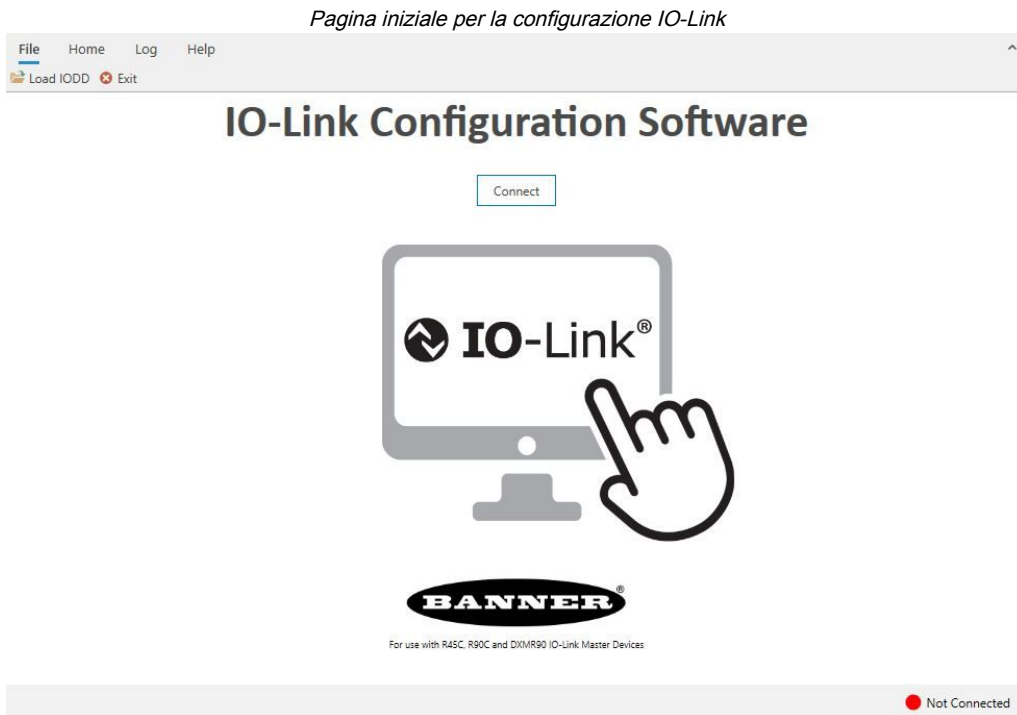 Pagina iniziale per la configurazione IO-Link
File Home Log Help
Load IODD Exit
IO-Link Configuration Software
Connect
IO-Link®
BANNER®
For use with R45C, R90C and DXMR90 IO-Link Master Devices
Not Connected